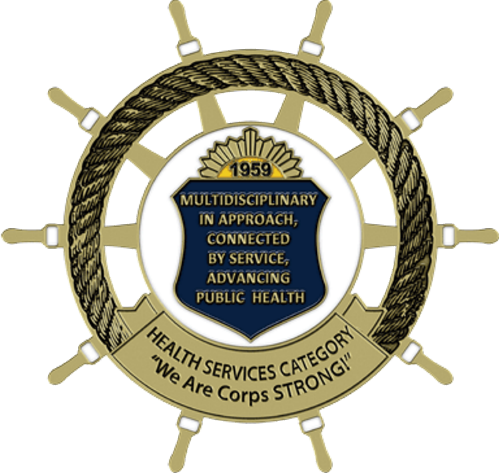 1959
MULTIDISCIPLINARY
IN APPROACH,
CONNECTED
BY SERVICE,
ADVANCING
PUBLIC HEALTH
HEALTH SERVICES CATEGORY
"We Are Corps STRONG!"